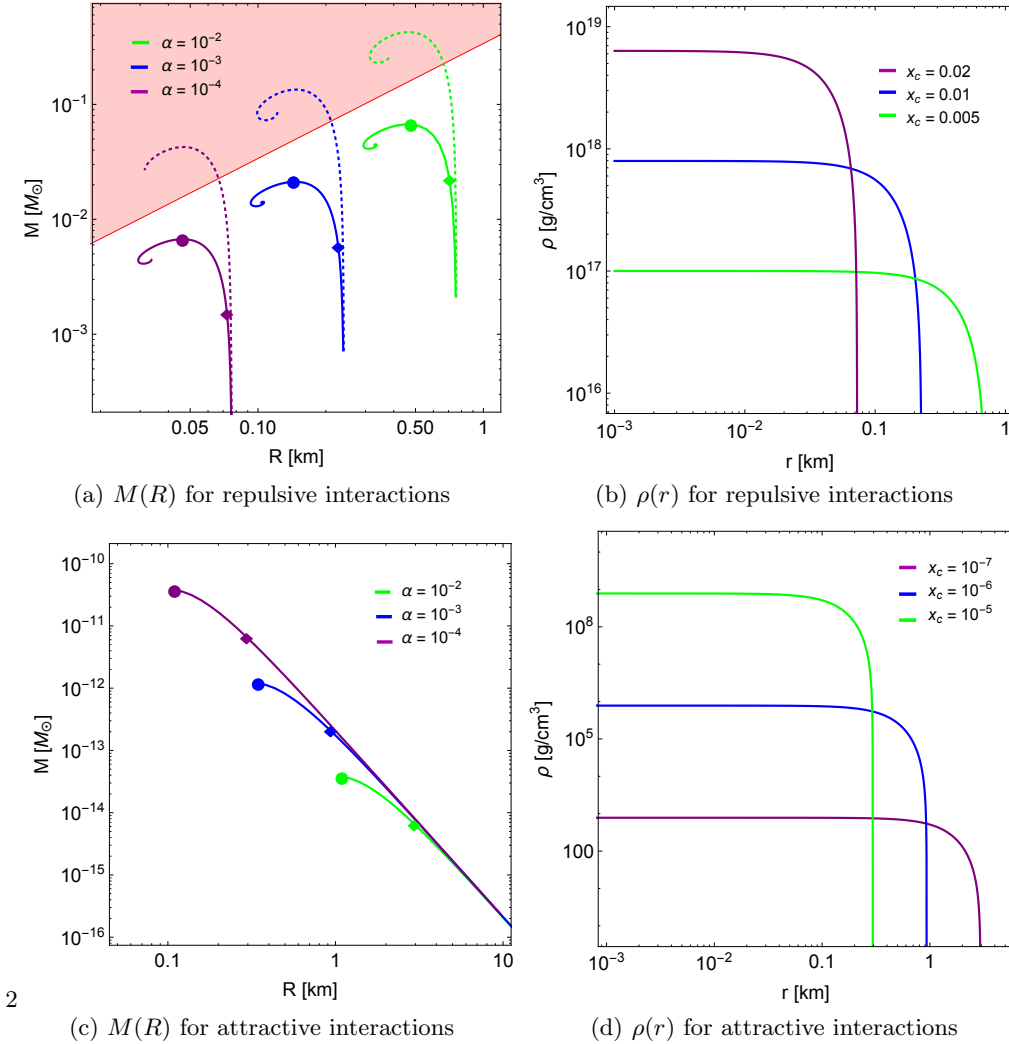 α = 10⁻²
α = 10⁻³
α = 10⁻⁴
10⁻¹
10⁻²
10⁻³
M [M⊙]
0.05
0.10
0.50
1
R [km]
(a) M(R) for repulsive interactions
10¹⁹
10¹⁸
10¹⁷
10¹⁶
ρ [g/cm³]
x_c = 0.02
x_c = 0.01
x_c = 0.005
10⁻³
10⁻²
0.1
1
r [km]
(b) ρ(r) for repulsive interactions
10⁻¹⁰
10⁻¹¹
10⁻¹²
10⁻¹³
10⁻¹⁴
10⁻¹⁵
10⁻¹⁶
M [M⊙]
α = 10⁻²
α = 10⁻³
α = 10⁻⁴
0.1
1
10
R [km]
2
(c) M(R) for attractive interactions
10⁸
10⁵
100
ρ [g/cm³]
x_c = 10⁻⁷
x_c = 10⁻⁶
x_c = 10⁻⁵
10⁻³
10⁻²
0.1
1
r [km]
(d) ρ(r) for attractive interactions